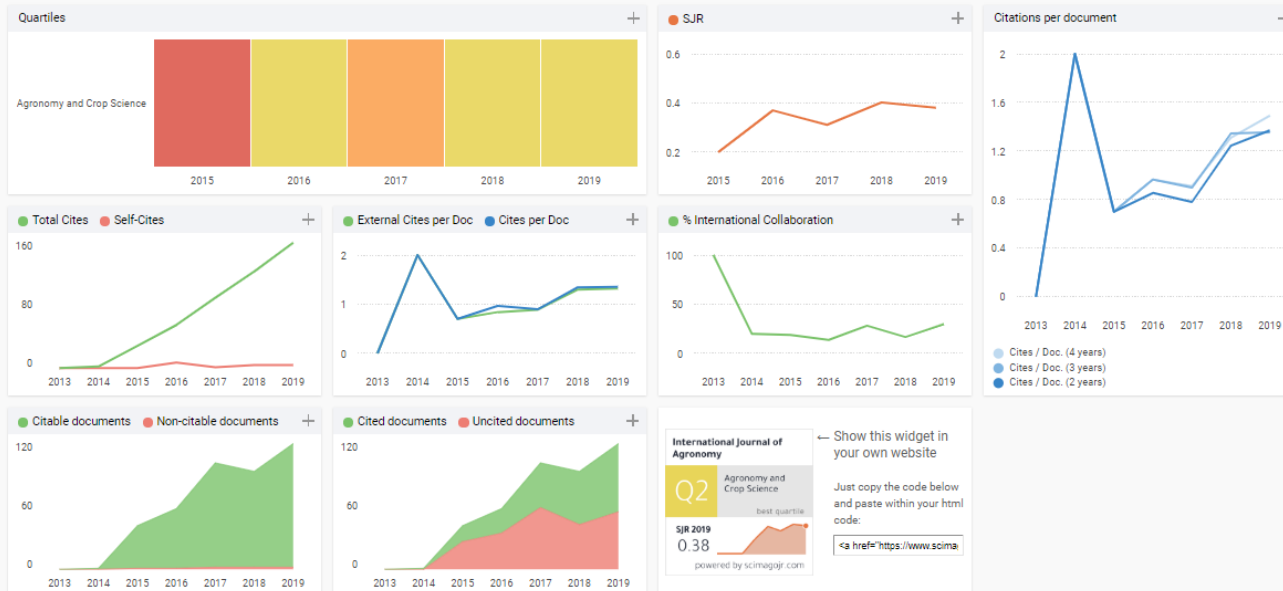 Quartiles
Agronomy and Crop Science
2015 2016 2017 2018 2019
SJR
0.6
0.4
0.2
2015 2016 2017 2018 2019
Citations per document
2
1.6
1.2
0.8
0.4
0
2013 2014 2015 2016 2017 2018 2019
Cites / Doc. (4 years)
Cites / Doc. (3 years)
Cites / Doc. (2 years)
Total Cites Self-Cites
160
80
0
2013 2014 2015 2016 2017 2018 2019
External Cites per Doc Cites per Doc
2
1
0
2013 2014 2015 2016 2017 2018 2019
% International Collaboration
100
50
0
2013 2014 2015 2016 2017 2018 2019
Citable documents Non-citable documents
120
60
0
2013 2014 2015 2016 2017 2018 2019
Cited documents Uncited documents
120
60
0
2013 2014 2015 2016 2017 2018 2019
International Journal of
Agronomy
Q2
Agronomy and
Crop Science
best quartile
SJR 2019
0.38
powered by scimagojr.com
← Show this widget in
your own website
Just copy the code below
and paste within your html
code:
<a href="https://www.scima